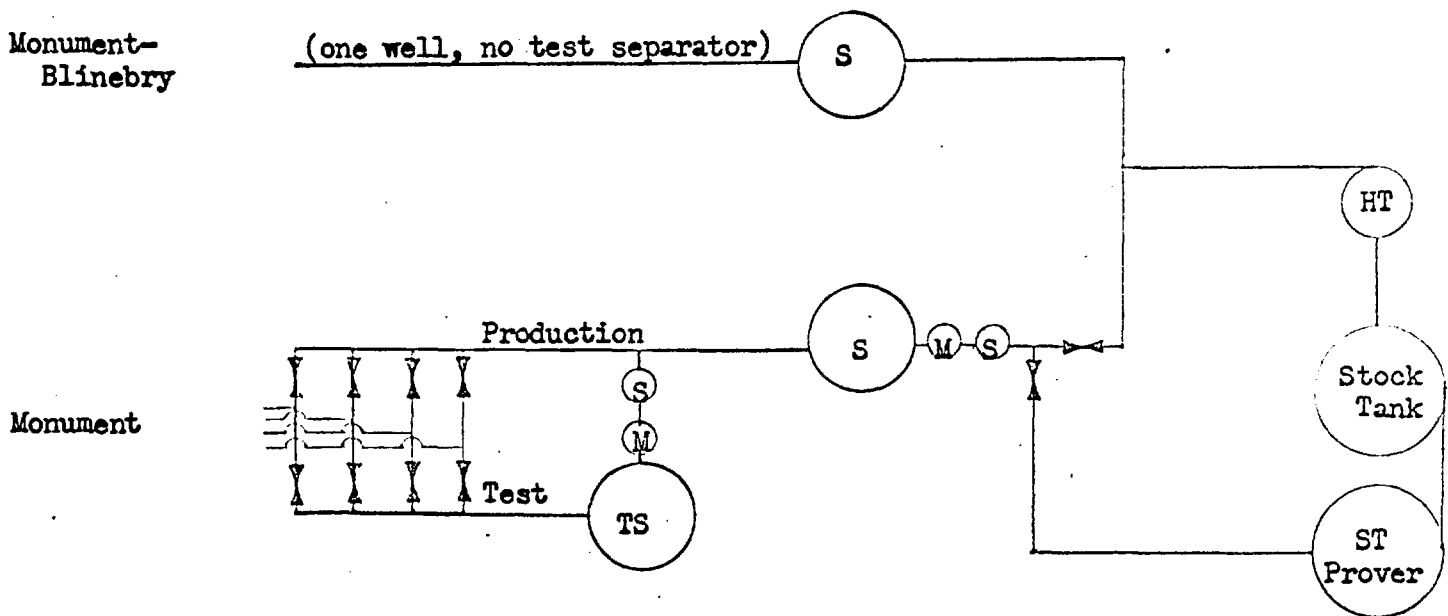 Monument-
Blinebry
(one well, no test separator)
S
HT
Production
S
M
S
S
Stock
Tank
Monument
M
Test
TS
ST
Prover